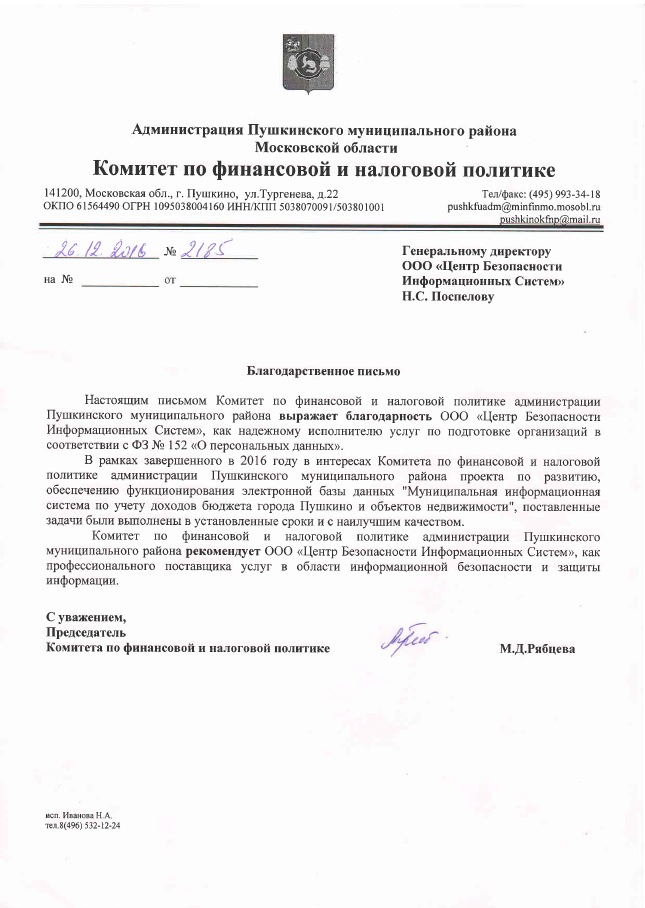 Администрация Пушкинского муниципального района
Московской области
Комитет по финансовой и налоговой политике
141200, Московская обл., г. Пушкино, ул.Тургенева, д.22
Тел/факс: (495) 993-34-18
ОКПО 61564490 ОГРН 1095038004160 ИНН/КПП 5038070091/503801001
pushkfuadm@minfinmo.mosobl.ru
pushkinokfnp@mail.ru
26.12.2016 № 2185
на № ____________ от ____________
Генеральному директору
ООО «Центр Безопасности
Информационных Систем»
Н.С. Поспелову
Благодарственное письмо
Настоящим письмом Комитет по финансовой и налоговой политике администрации
Пушкинского муниципального района выражает благодарность ООО «Центр Безопасности
Информационных Систем», как надежному исполнителю услуг по подготовке организаций в
соответствии с ФЗ № 152 «О персональных данных».
В рамках завершенного в 2016 году в интересах Комитета по финансовой и налоговой
политике администрации Пушкинского муниципального района проекта по развитию,
обеспечению функционирования электронной базы данных "Муниципальная информационная
система по учету доходов бюджета города Пушкино и объектов недвижимости", поставленные
задачи были выполнены в установленные сроки и с наилучшим качеством.
Комитет по финансовой и налоговой политике администрации Пушкинского
муниципального района рекомендует ООО «Центр Безопасности Информационных Систем», как
профессионального поставщика услуг в области информационной безопасности и защиты
информации.
С уважением,
Председатель
Комитета по финансовой и налоговой политике
М.Д.Рябцева
исп. Иванова Н.А.
тел.8(496) 532-12-24